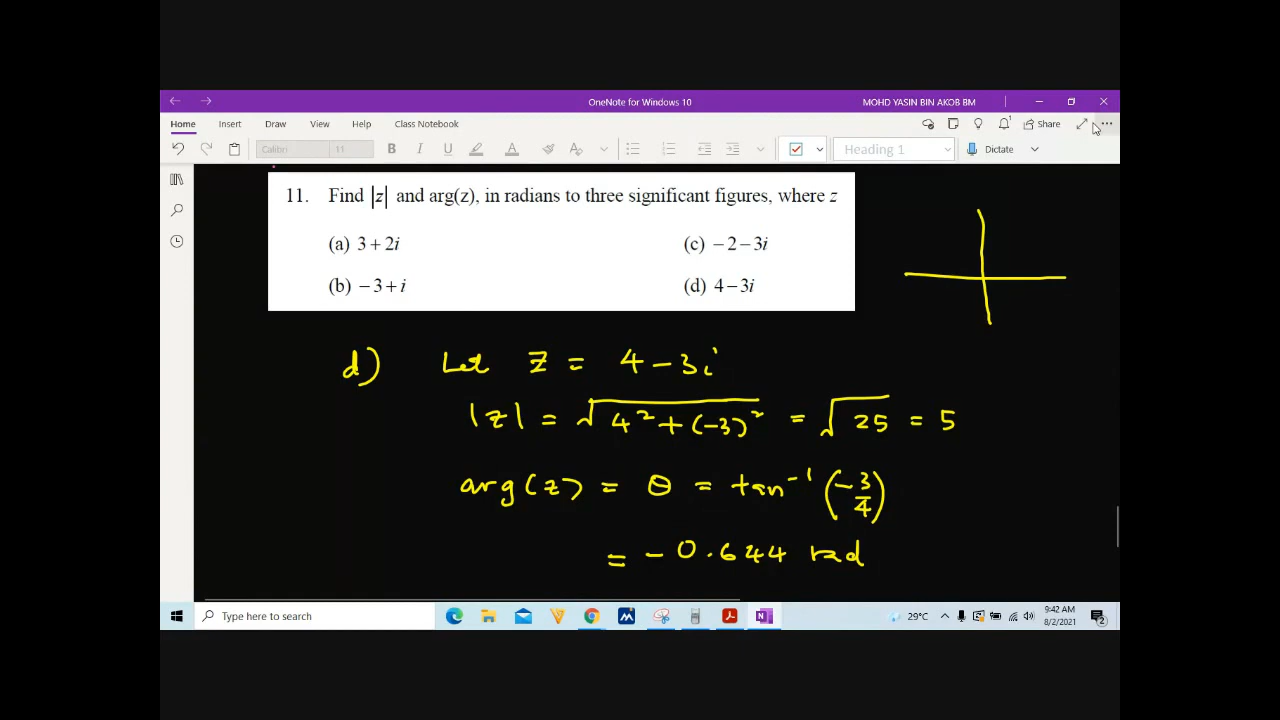 OneNote for Windows 10
MOHD YASIN BIN AKOB BM
Home Insert Draw View Help Class Notebook Share
Calibri 11 B I U A Heading 1 Dictate
11. Find |z| and arg(z), in radians to three significant figures, where z
(a) 3 + 2i (c) −2 − 3i
(b) −3 + i (d) 4 − 3i
d) Let z = 4 − 3i
|z| = √(4² + (−3)²) = √25 = 5
arg(z) = θ = tan⁻¹(−3/4)
= −0.644 rad
Type here to search 29°C 9:42 AM
8/2/2021 2